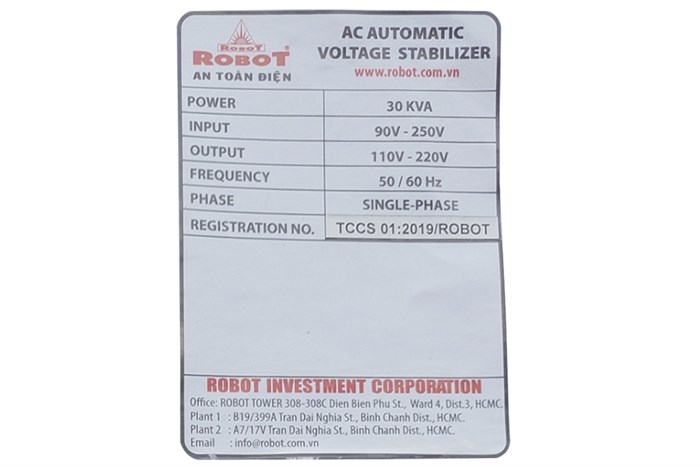 ROBOT
ROBOT®
AN TOÀN ĐIỆN
AC AUTOMATIC
VOLTAGE STABILIZER
www.robot.com.vn
POWER 30 KVA
INPUT 90V - 250V
OUTPUT 110V - 220V
FREQUENCY 50 / 60 Hz
PHASE SINGLE-PHASE
REGISTRATION NO. TCCS 01:2019/ROBOT
ROBOT INVESTMENT CORPORATION
Office: ROBOT TOWER 308-308C Dien Bien Phu St., Ward 4, Dist.3, HCMC.
Plant 1 : B19/399A Tran Dai Nghia St., Binh Chanh Dist., HCMC.
Plant 2 : A7/17V Tran Dai Nghia St., Binh Chanh Dist., HCMC.
Email : info@robot.com.vn